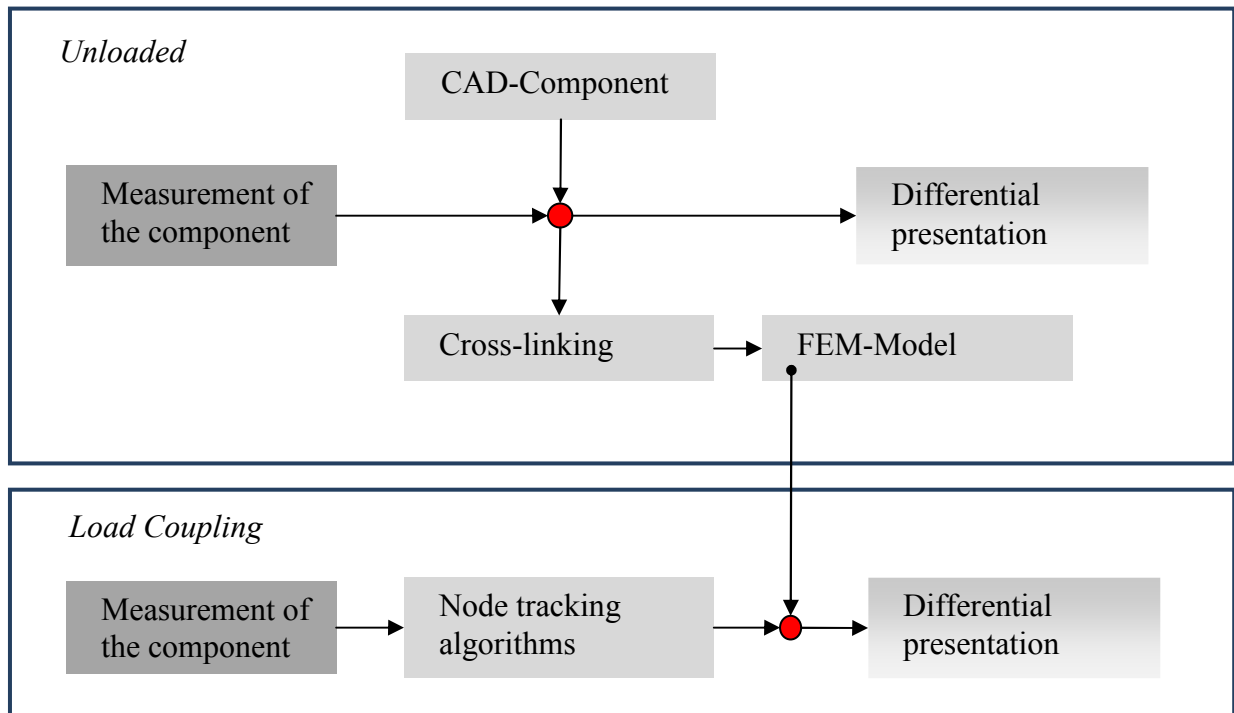 Unloaded
CAD-Component
Measurement of
the component
Differential
presentation
Cross-linking
FEM-Model
Load Coupling
Measurement of
the component
Node tracking
algorithms
Differential
presentation